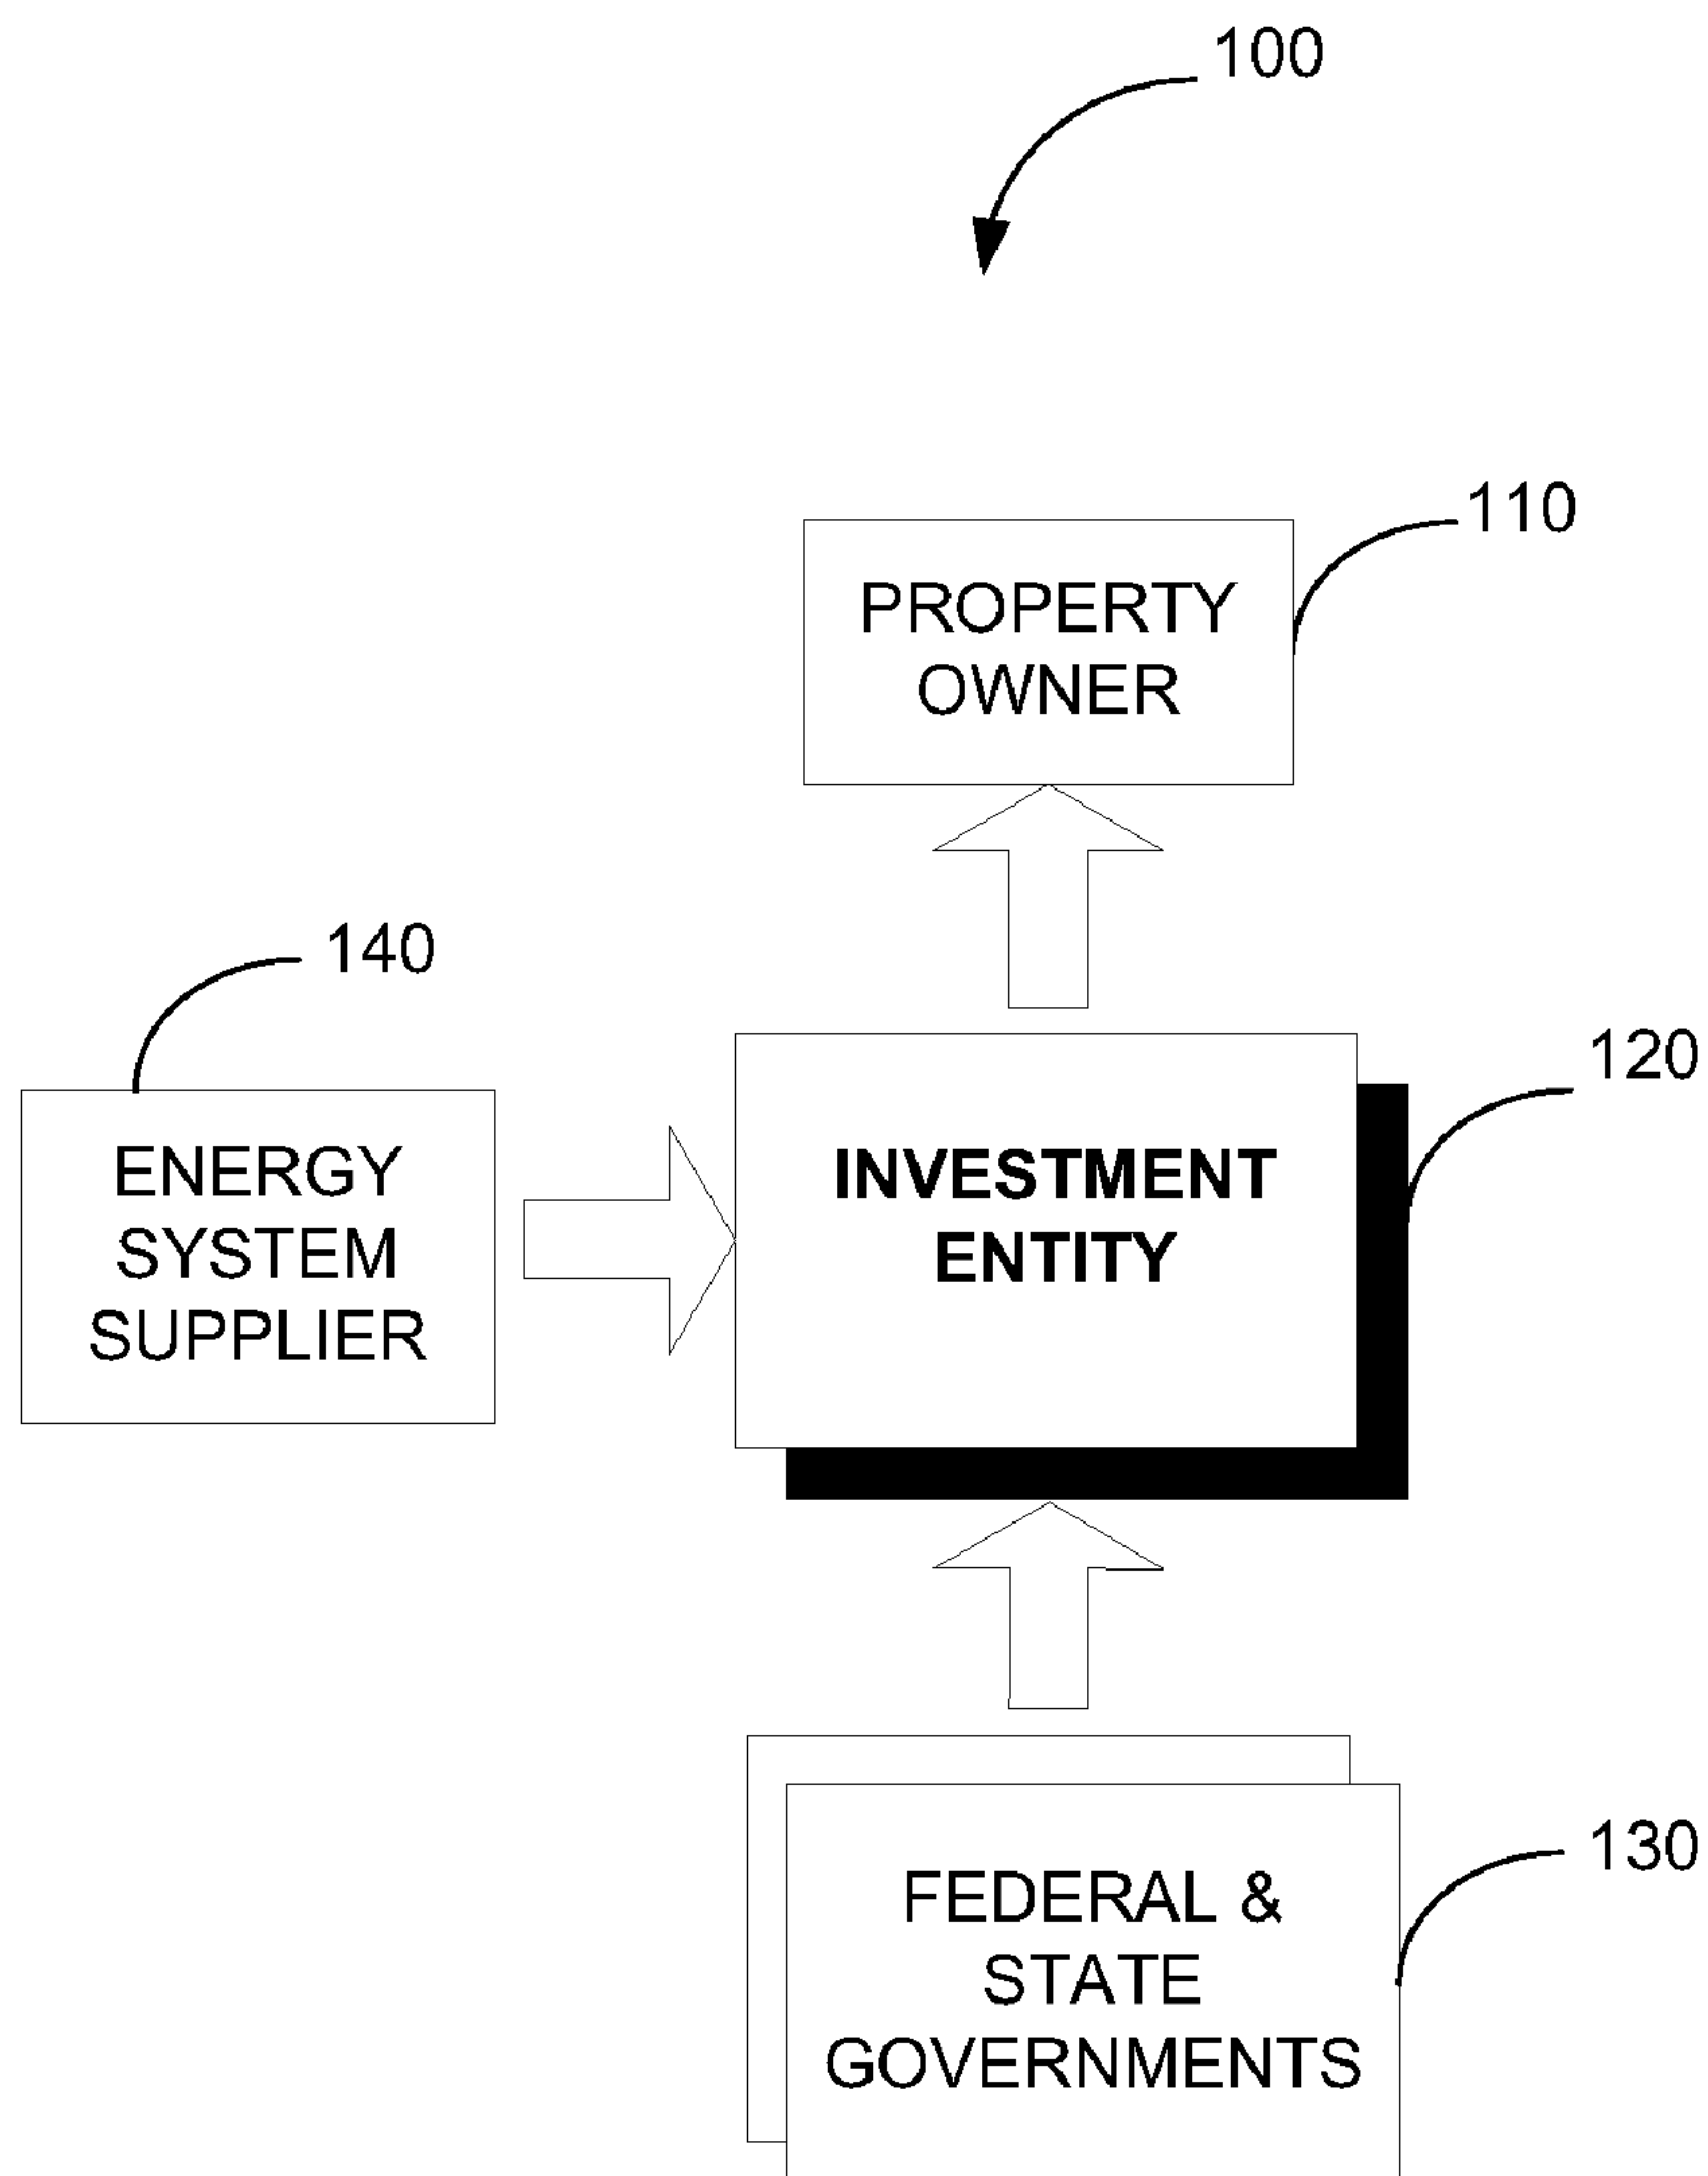 100
110
PROPERTY
OWNER
140
120
ENERGY
SYSTEM
SUPPLIER
INVESTMENT
ENTITY
130
FEDERAL &
STATE
GOVERNMENTS